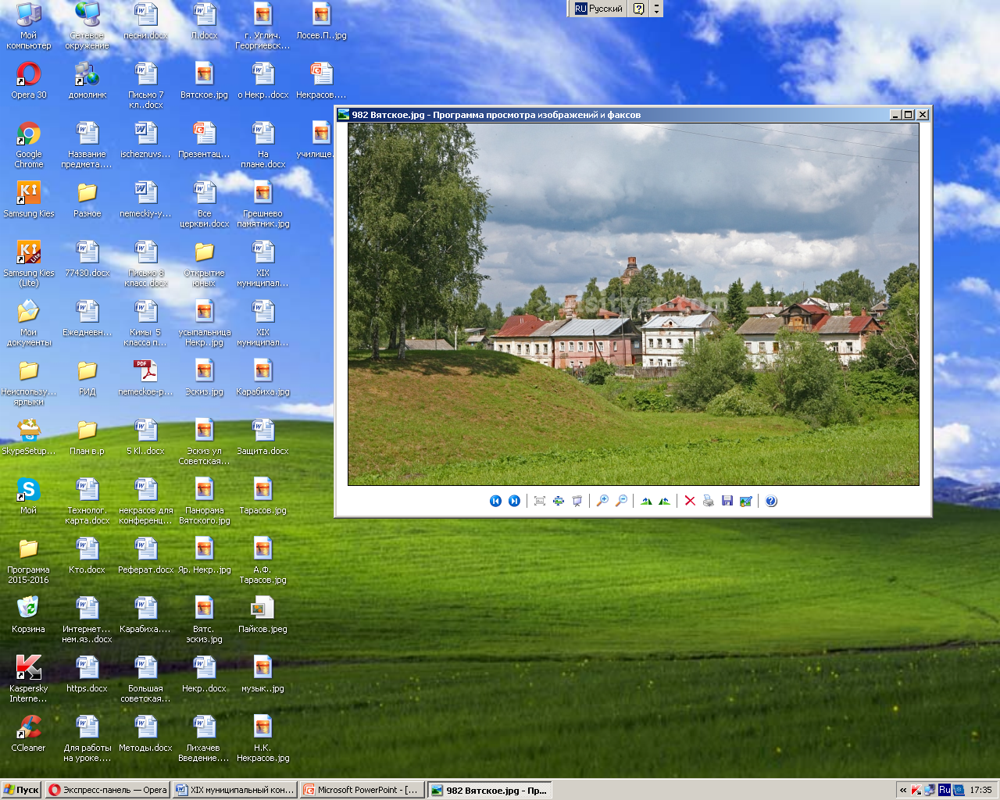 RU Русский
Мой
компьютер
Сетевое
окружение
песни.docx
Л.docx
г. Углич.
Георгиевск...
Лосев.П..jpg
Opera 30
домолинк
Письмо 7
кл..docx
Вятское.jpg
о Некр..docx
Некрасов....
982 Вятское.jpg - Программа просмотра изображений и факсов
Google
Chrome
Название
предмета....
ischeznuvs...
Презентац...
На
плане.docx
училище.
Samsung Kies
Разное
nemeckiy-y...
Все
церкви.docx
Грешнево
памятник.jpg
Samsung Kies
(Lite)
77430.docx
Письмо 8
класс.docx
Открытие
юных
XIX
муниципал...
Мои
документы
Ежедневн...
Кимы 5
класса п...
усыпальница
Некр..jpg
XIX
муниципал...
Неиспользу...
ярлыки
РИД
PDF
nemeckoe-p...
Эскиз.jpg
Карабиха.jpg
SkypeSetup...
План в.р
5 Kl..docx
Эскиз ул
Советская...
Защита.docx
Мой
Технолог.
карта.docx
некрасов для
конференц...
Панорама
Вятского.jpg
Тарасов.jpg
Программа
2015-2016
Кто.docx
Реферат.docx
Яр. Некр..jpg
А.Ф.
Тарасов.jpg
Корзина
Интернет...
нем.яз..docx
Карабиха....
Вятс.
эскиз.jpg
Пайков.jpeg
Kaspersky
Interne...
https.docx
Большая
советская...
Некр..docx
музык..jpg
CCleaner
Для работы
на уроке....
Методы.docx
Лихачев
Введение....
Н.К.
Некрасов.jpg
Пуск
Экспресс-панель — Opera
XIX муниципальный кон...
Microsoft PowerPoint - [...
982 Вятское.jpg - Пр...
« Ru 17:35